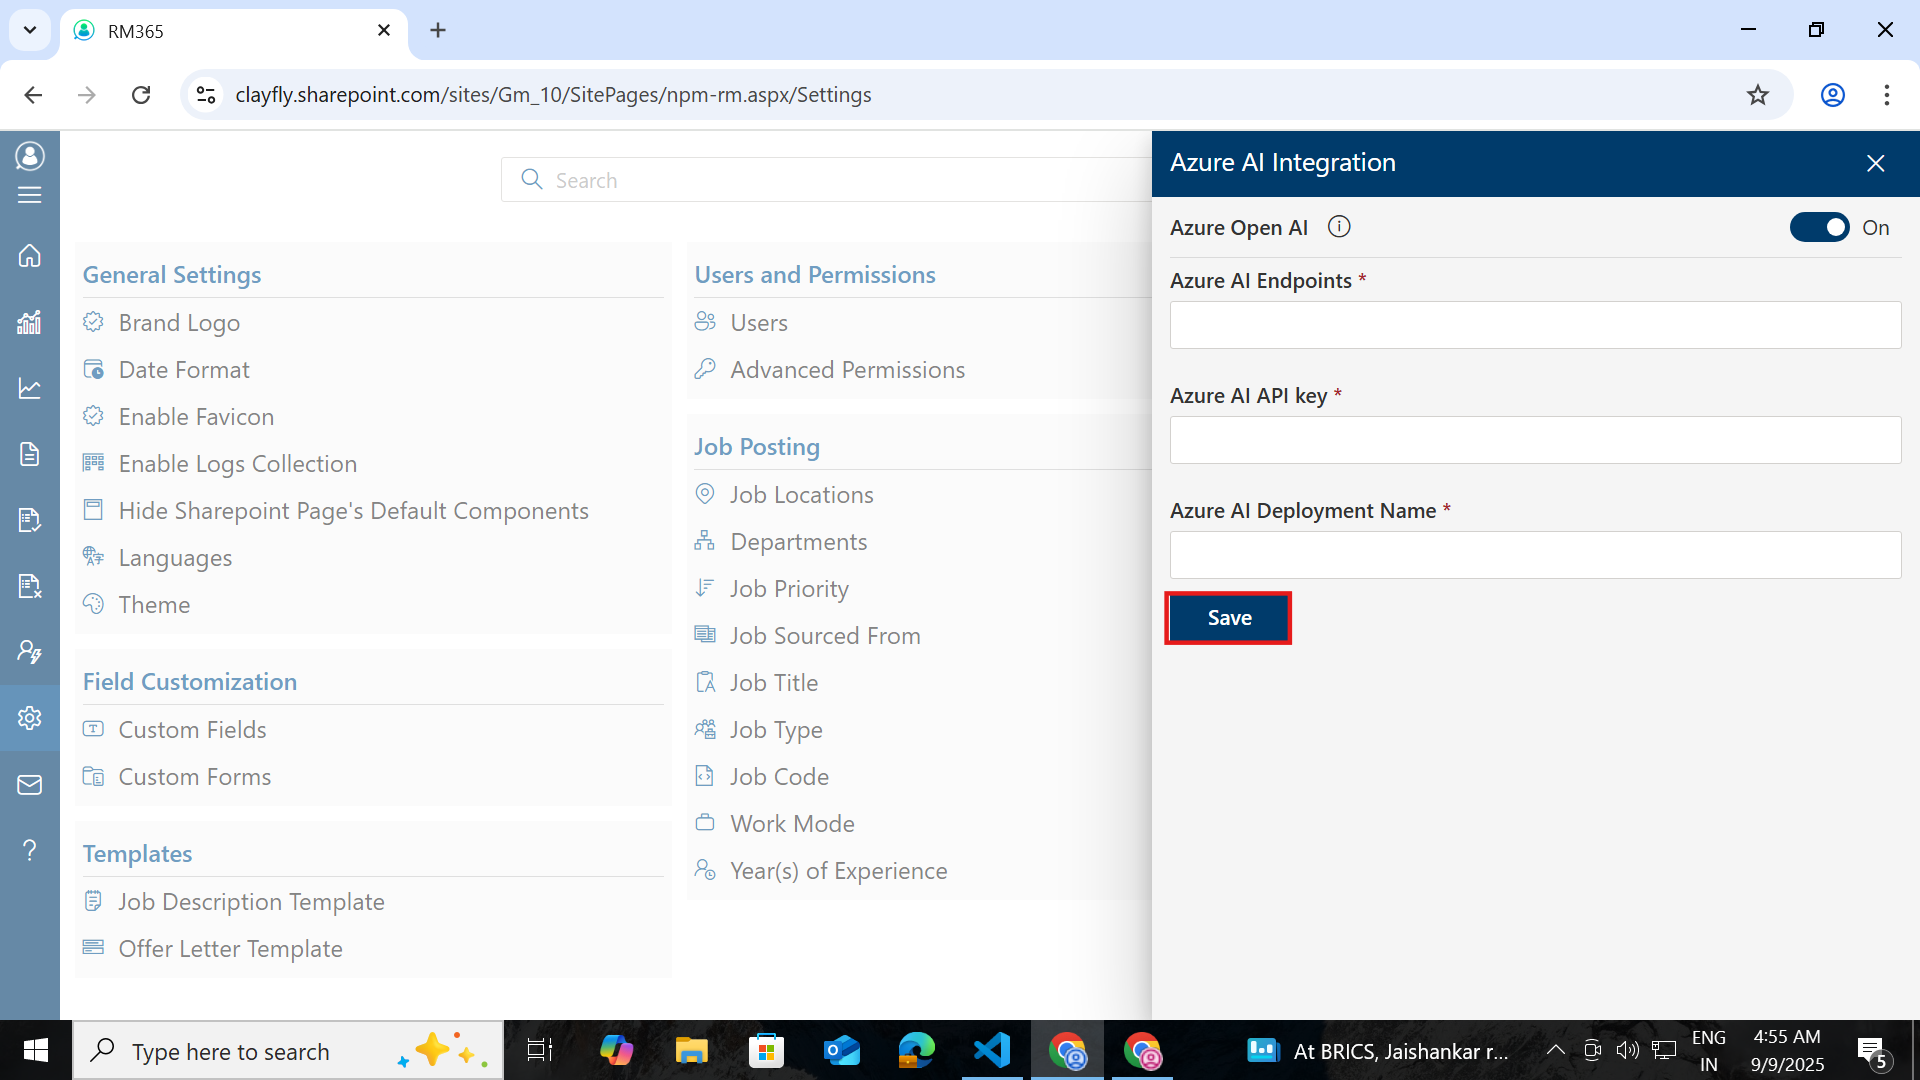 RM365
clayfly.sharepoint.com/sites/Gm_10/SitePages/npm-rm.aspx/Settings
Search
General Settings
Brand Logo
Date Format
Enable Favicon
Enable Logs Collection
Hide Sharepoint Page's Default Components
Languages
Theme
Field Customization
Custom Fields
Custom Forms
Templates
Job Description Template
Offer Letter Template
Users and Permissions
Users
Advanced Permissions
Job Posting
Job Locations
Departments
Job Priority
Job Sourced From
Job Title
Job Type
Job Code
Work Mode
Year(s) of Experience
Azure AI Integration
Azure Open AI
On
Azure AI Endpoints *
Azure AI API key *
Azure AI Deployment Name *
Save
Type here to search
At BRICS, Jaishankar r...
ENG
IN
4:55 AM
9/9/2025
5